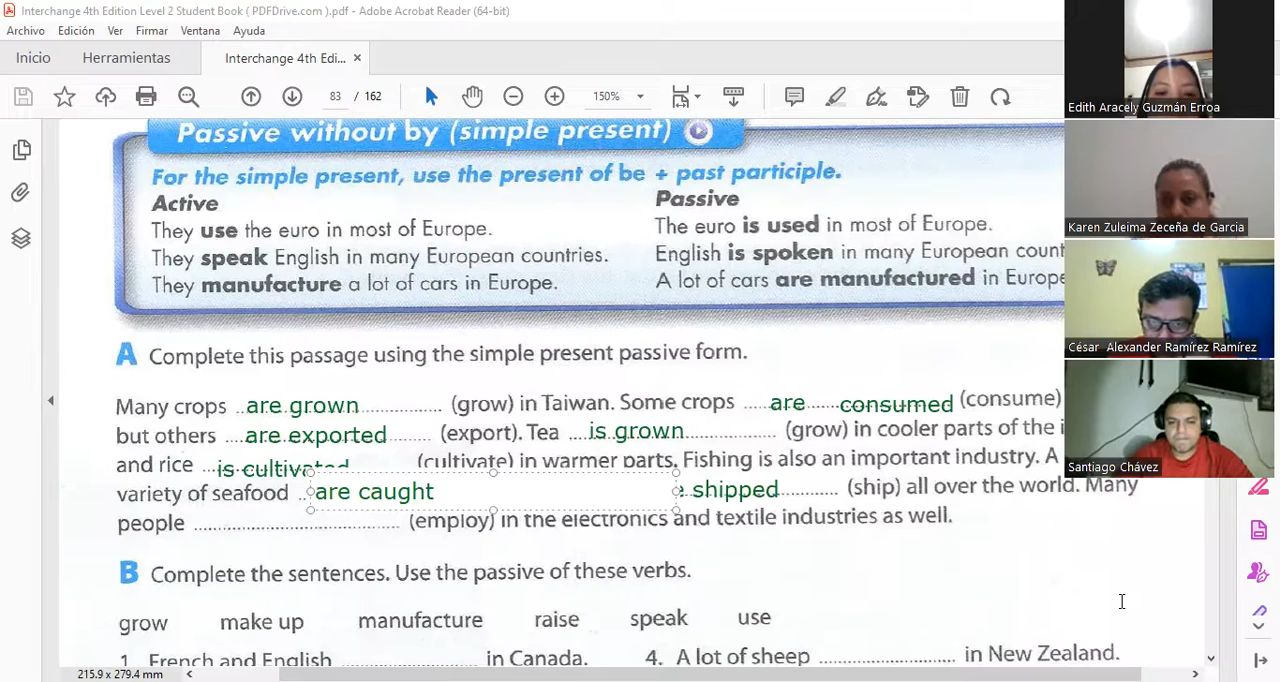 Interchange 4th Edition Level 2 Student Book ( PDFDrive.com ).pdf - Adobe Acrobat Reader (64-bit)
Archivo Edición Ver Firmar Ventana Ayuda
Inicio Herramientas Interchange 4th Edi... ×
83 / 162 150%
Passive without by (simple present)
For the simple present, use the present of be + past participle.
Active Passive
They use the euro in most of Europe. The euro is used in most of Europe.
They speak English in many European countries. English is spoken in many European
They manufacture a lot of cars in Europe. A lot of cars are manufactured in Europe
A Complete this passage using the simple present passive form.
Many crops are grown (grow) in Taiwan. Some crops are consumed (consume)
but others are exported (export). Tea is grown (grow) in cooler parts of the
and rice is cultivated (cultivate) in warmer parts. Fishing is also an important industry. A
variety of seafood are caught shipped (ship) all over the world. Many
people (employ) in the electronics and textile industries as well.
B Complete the sentences. Use the passive of these verbs.
grow make up manufacture raise speak use
1. French and English in Canada. 4. A lot of sheep in New Zealand.
215.9 x 279.4 mm
Edith Aracely Guzmán Erroa
Karen Zuleima Zeceña de Garcia
César Alexander Ramírez Ramírez
Santiago Chávez